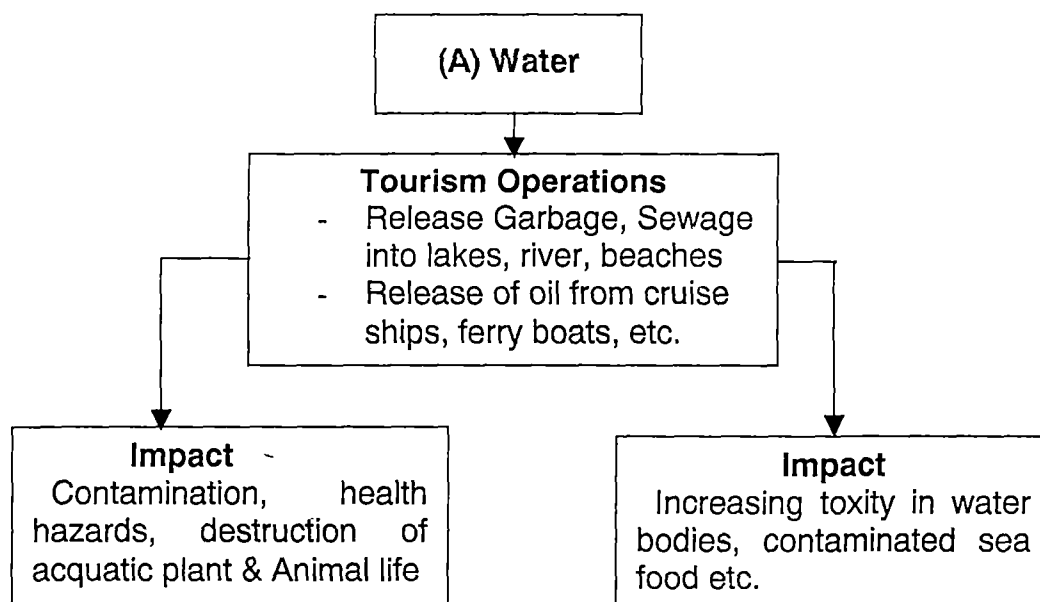 (A) Water
Tourism Operations
- Release Garbage, Sewage
into lakes, river, beaches
- Release of oil from cruise
ships, ferry boats, etc.
Impact
Contamination, health
hazards, destruction of
acquatic plant & Animal life
Impact
Increasing toxity in water
bodies, contaminated sea
food etc.